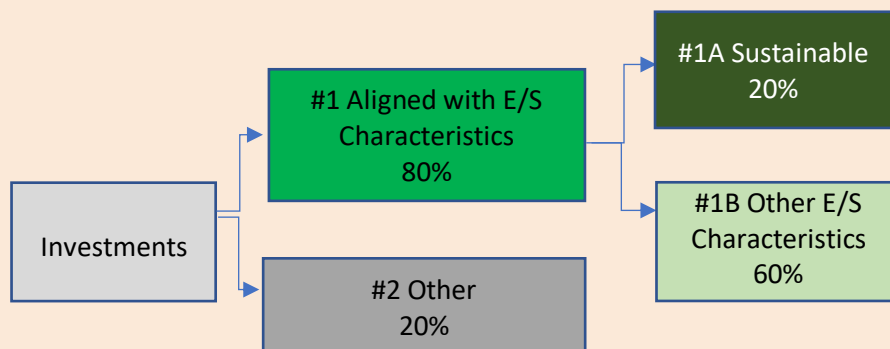 #1A Sustainable
20%
#1 Aligned with E/S
Characteristics
80%
#1B Other E/S
Characteristics
60%
Investments
#2 Other
20%